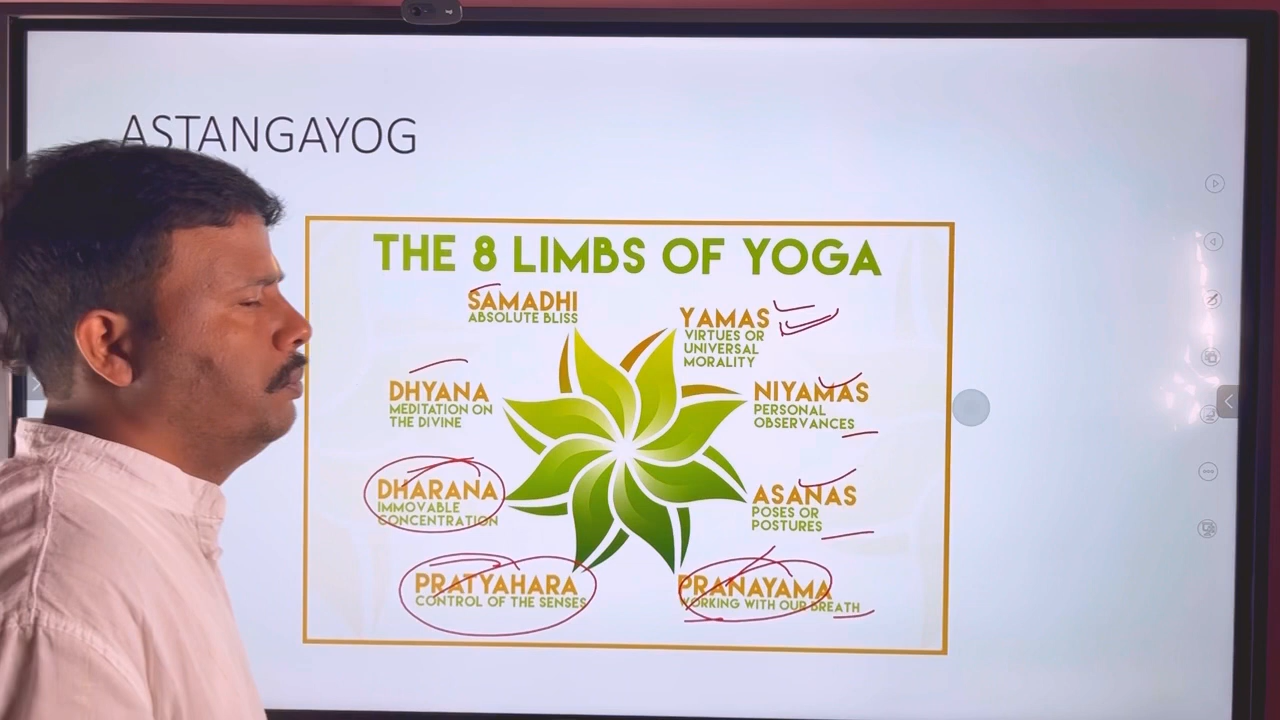 ASTANGAYOG
THE 8 LIMBS OF YOGA
SAMADHI
ABSOLUTE BLISS
YAMAS
VIRTUES OR
UNIVERSAL
MORALITY
DHYANA
MEDITATION ON
THE DIVINE
NIYAMAS
PERSONAL
OBSERVANCES
DHARANA
IMMOVABLE
CONCENTRATION
ASANAS
POSES OR
POSTURES
PRATYAHARA
CONTROL OF THE SENSES
PRANAYAMA
WORKING WITH OUR BREATH